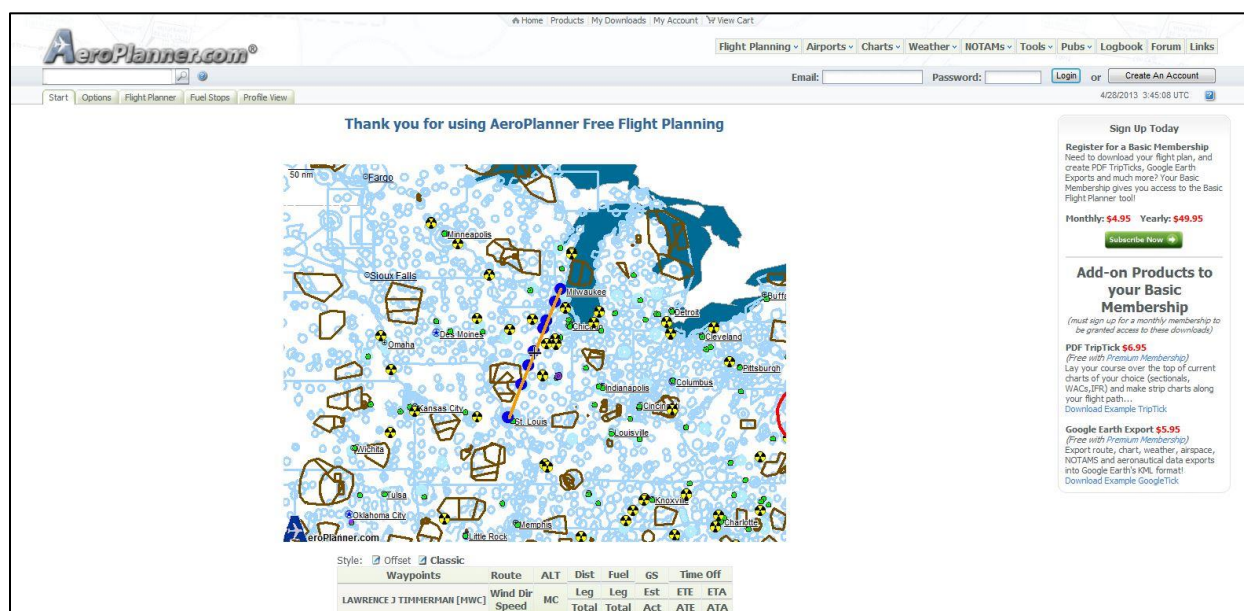 Home Products My Downloads My Account View Cart
AeroPlanner.com®
Flight Planning Airports Charts Weather NOTAMs Tools Pubs Logbook Forum Links
Email: Password: Login or Create An Account
Start Options Flight Planner Fuel Stops Profile View
4/28/2013 3:45:08 UTC
Thank you for using AeroPlanner Free Flight Planning
50 nm
Fargo
Minneapolis
Sioux Falls
Milwaukee
Buff
Detroit
Chicago
Des Moines
Cleveland
Omaha
Pittsburgh
Indianapolis
Columbus
Kansas City
Cincin
St. Louis
Louisville
Wichita
Tulsa
Knoxville
Oklahoma City
Memphis
Charlotte
Little Rock
AeroPlanner.com
Style: Offset Classic
Waypoints Route ALT Dist Fuel GS Time Off
LAWRENCE J TIMMERMAN [MWC] Wind Dir Speed MC Leg Leg Est ETE ETA
Total Total Act ATE ATA
Sign Up Today
Register for a Basic Membership
Need to download your flight plan, and
create PDF TripTicks, Google Earth
Exports and much more? Your Basic
Membership gives you access to the Basic
Flight Planner tool!
Monthly: $4.95 Yearly: $49.95
Subscribe Now
Add-on Products to
your Basic
Membership
(must sign up for a monthly membership to
be granted access to these downloads)
PDF TripTick $6.95
(Free with Premium Membership)
Lay your course over the top of current
charts of your choice (sectionals,
WACs,IFR) and make strip charts along
your flight path...
Download Example TripTick
Google Earth Export $5.95
(Free with Premium Membership)
Export route, chart, weather, airspace,
NOTAMS and aeronautical data exports
into Google Earth's KML format!
Download Example GoogleTick